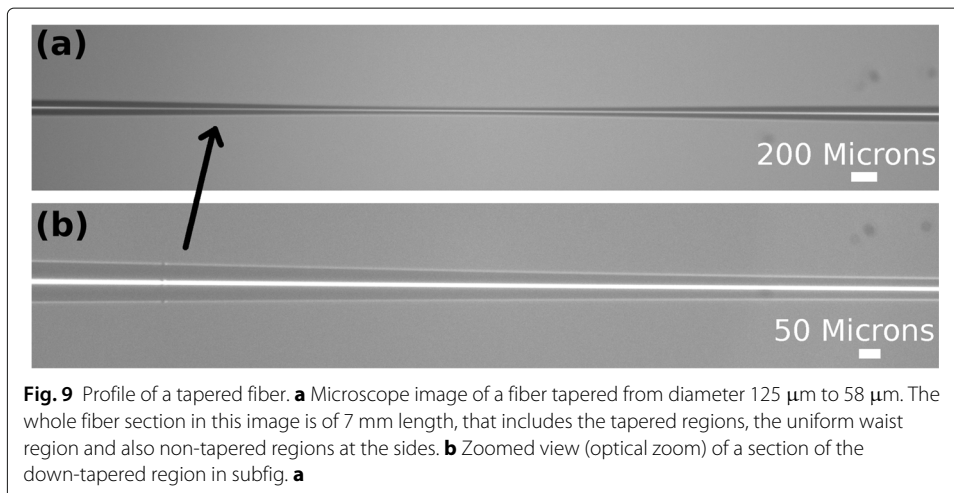 (a)
200 Microns
(b)
50 Microns
Fig. 9 Profile of a tapered fiber. a Microscope image of a fiber tapered from diameter 125 μm to 58 μm. The
whole fiber section in this image is of 7 mm length, that includes the tapered regions, the uniform waist
region and also non-tapered regions at the sides. b Zoomed view (optical zoom) of a section of the
down-tapered region in subfig. a